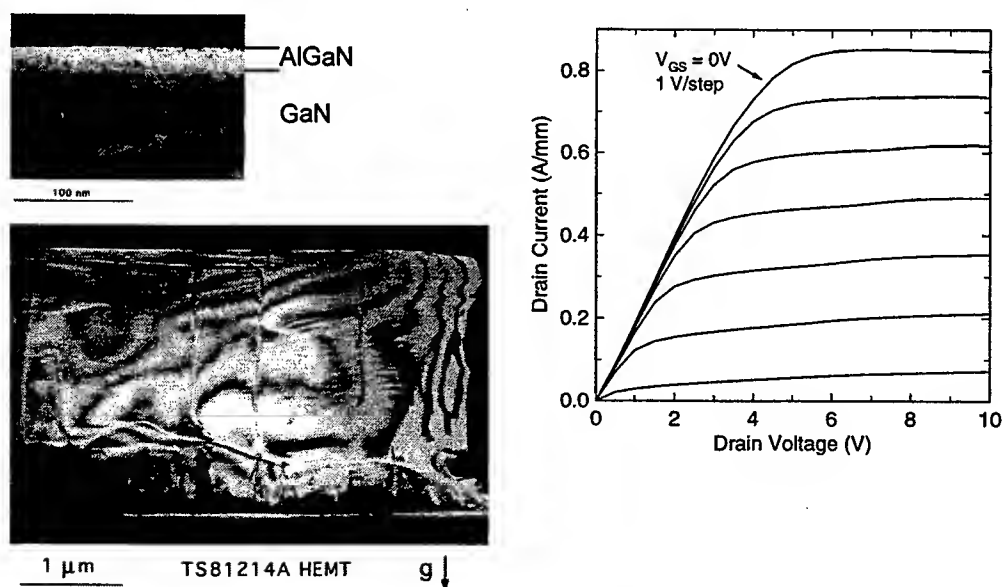 AlGaN
GaN
100 nm
1 μm
TS81214A HEMT
g
V_GS = 0V
1 V/step
Drain Current (A/mm)
0.8
0.6
0.4
0.2
0.0
0
2
4
6
8
10
Drain Voltage (V)